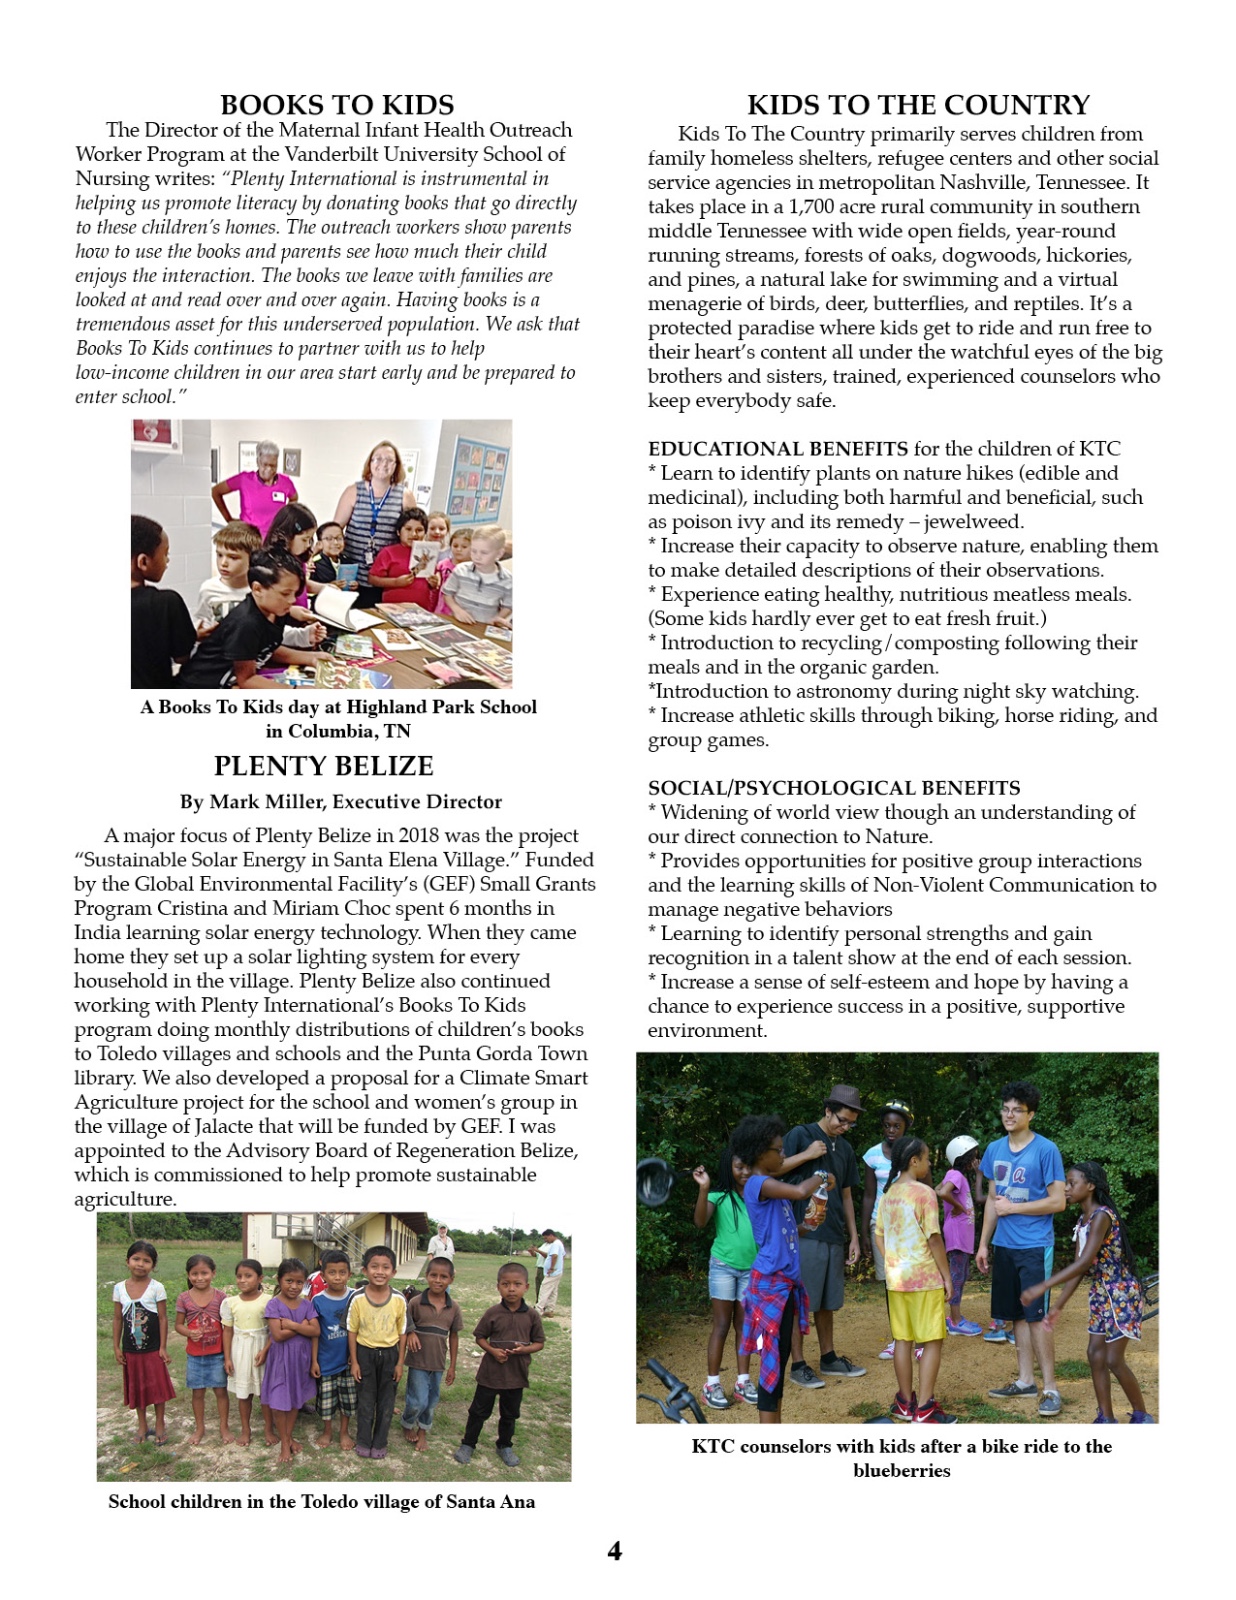 BOOKS TO KIDS
The Director of the Maternal Infant Health Outreach
Worker Program at the Vanderbilt University School of
Nursing writes: “Plenty International is instrumental in
helping us promote literacy by donating books that go directly
to these children’s homes. The outreach workers show parents
how to use the books and parents see how much their child
enjoys the interaction. The books we leave with families are
looked at and read over and over again. Having books is a
tremendous asset for this underserved population. We ask that
Books To Kids continues to partner with us to help
low-income children in our area start early and be prepared to
enter school.”
A Books To Kids day at Highland Park School
in Columbia, TN
PLENTY BELIZE
By Mark Miller, Executive Director
A major focus of Plenty Belize in 2018 was the project
“Sustainable Solar Energy in Santa Elena Village.” Funded
by the Global Environmental Facility’s (GEF) Small Grants
Program Cristina and Miriam Choc spent 6 months in
India learning solar energy technology. When they came
home they set up a solar lighting system for every
household in the village. Plenty Belize also continued
working with Plenty International’s Books To Kids
program doing monthly distributions of children’s books
to Toledo villages and schools and the Punta Gorda Town
library. We also developed a proposal for a Climate Smart
Agriculture project for the school and women’s group in
the village of Jalacte that will be funded by GEF. I was
appointed to the Advisory Board of Regeneration Belize,
which is commissioned to help promote sustainable
agriculture.
School children in the Toledo village of Santa Ana
KIDS TO THE COUNTRY
Kids To The Country primarily serves children from
family homeless shelters, refugee centers and other social
service agencies in metropolitan Nashville, Tennessee. It
takes place in a 1,700 acre rural community in southern
middle Tennessee with wide open fields, year-round
running streams, forests of oaks, dogwoods, hickories,
and pines, a natural lake for swimming and a virtual
menagerie of birds, deer, butterflies, and reptiles. It’s a
protected paradise where kids get to ride and run free to
their heart’s content all under the watchful eyes of the big
brothers and sisters, trained, experienced counselors who
keep everybody safe.
EDUCATIONAL BENEFITS for the children of KTC
* Learn to identify plants on nature hikes (edible and
medicinal), including both harmful and beneficial, such
as poison ivy and its remedy – jewelweed.
* Increase their capacity to observe nature, enabling them
to make detailed descriptions of their observations.
* Experience eating healthy, nutritious meatless meals.
(Some kids hardly ever get to eat fresh fruit.)
* Introduction to recycling/composting following their
meals and in the organic garden.
*Introduction to astronomy during night sky watching.
* Increase athletic skills through biking, horse riding, and
group games.
SOCIAL/PSYCHOLOGICAL BENEFITS
* Widening of world view though an understanding of
our direct connection to Nature.
* Provides opportunities for positive group interactions
and the learning skills of Non-Violent Communication to
manage negative behaviors
* Learning to identify personal strengths and gain
recognition in a talent show at the end of each session.
* Increase a sense of self-esteem and hope by having a
chance to experience success in a positive, supportive
environment.
KTC counselors with kids after a bike ride to the
blueberries
4